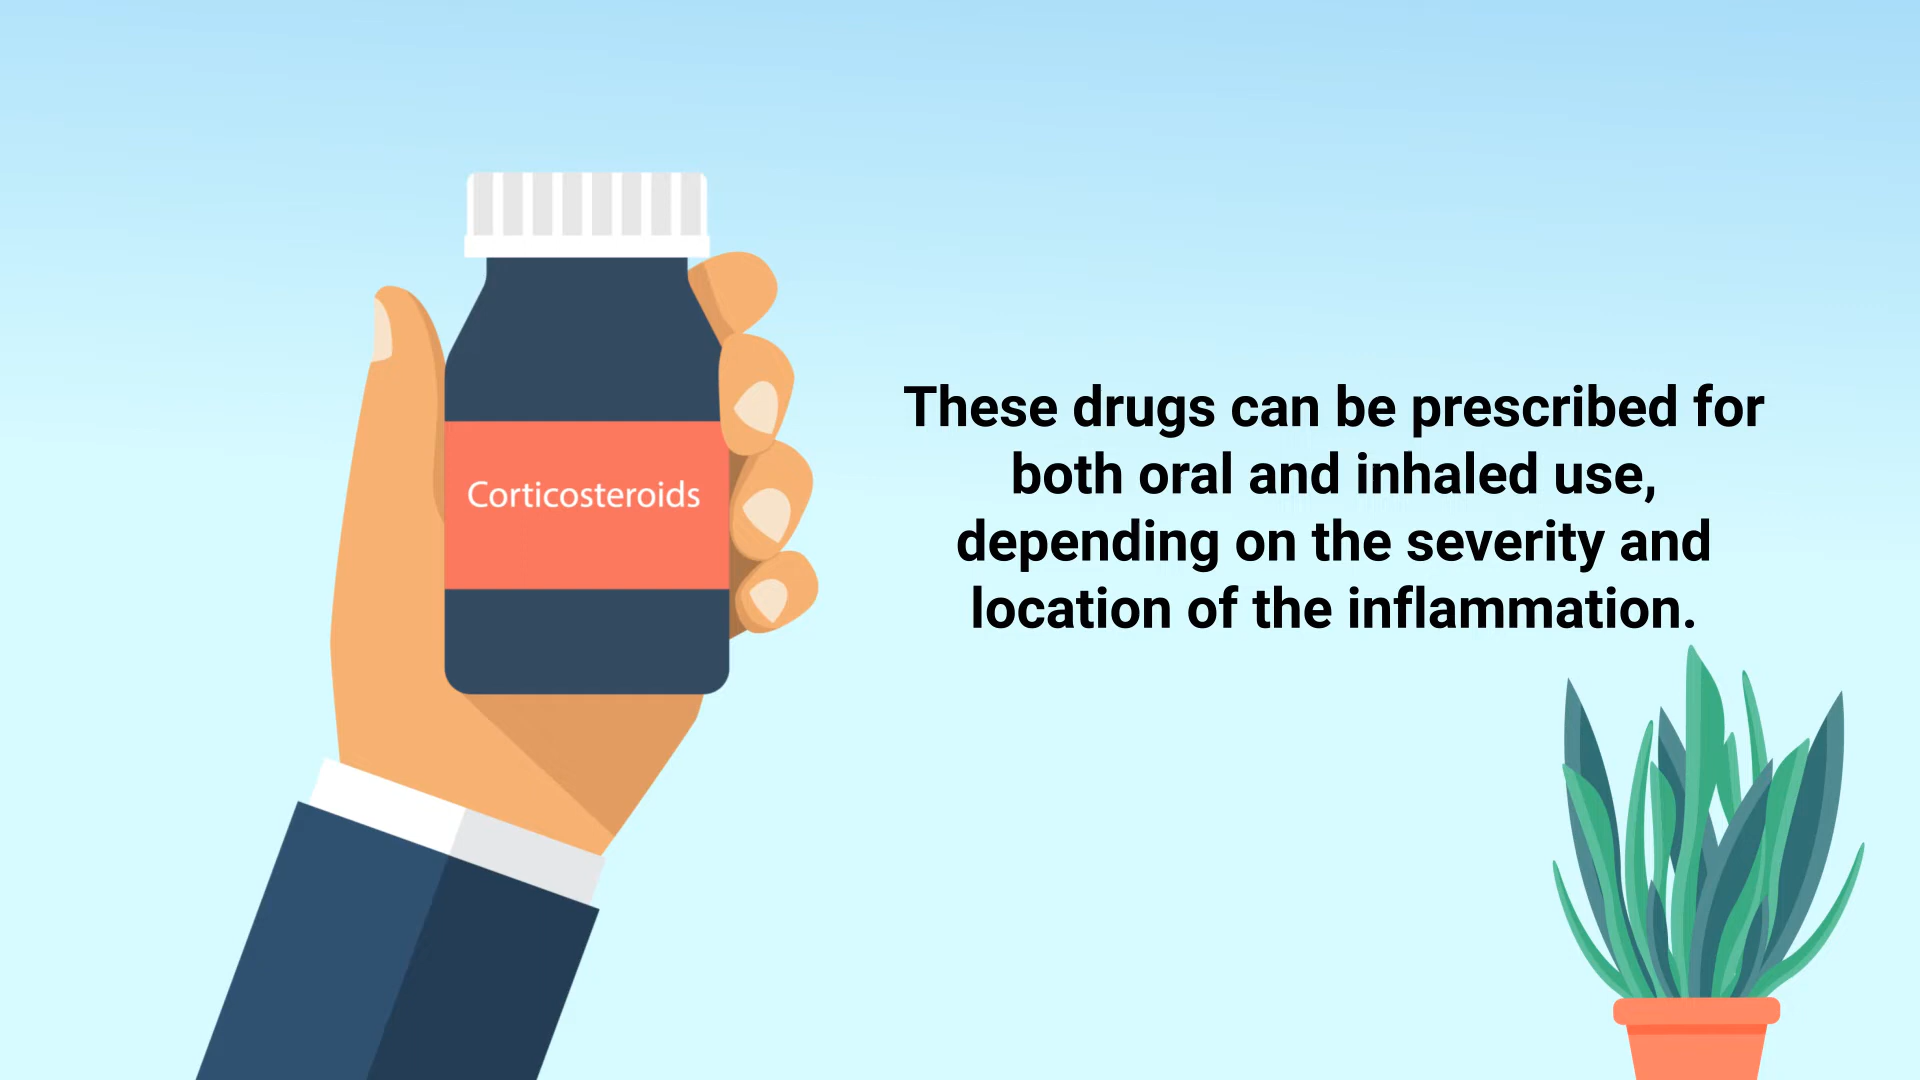 Corticosteroids
These drugs can be prescribed for
both oral and inhaled use,
depending on the severity and
location of the inflammation.